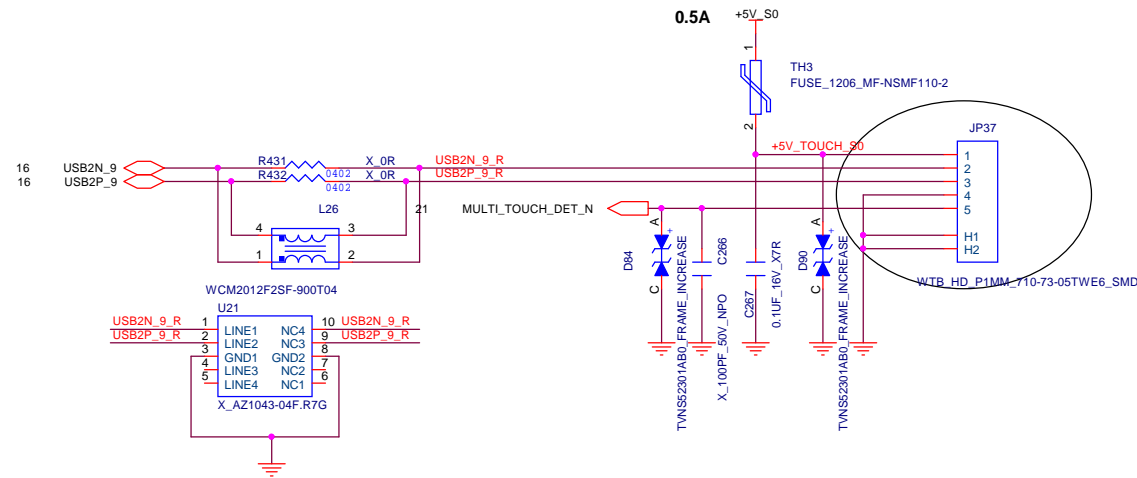 0.5A
+5V_S0
1
TH3
FUSE_1206_MF-NSMF110-2
2
JP37
+5V_TOUCH_S0
1
2
3
4
5
H1
H2
WTB_HD_P1MM_710-73-05TWE6_SMD
16 USB2N_9
16 USB2P_9
R431 X_0R USB2N_9_R
0402
R432 X_0R USB2P_9_R
0402
L26 21
4 3
1 2
WCM2012F2SF-900T04
MULTI_TOUCH_DET_N
A
D84
C
TVNS52301AB0_FRAME_INCREASE
C266
X_100PF_50V_NPO
C267
0.1UF_16V_X7R
A
D90
C
TVNS52301AB0_FRAME_INCREASE
U21
USB2N_9_R 1 LINE1 NC4 10 USB2N_9_R
USB2P_9_R 2 LINE2 NC3 9 USB2P_9_R
3 GND1 GND2 8
4 LINE3 NC2 7
5 LINE4 NC1 6
X_AZ1043-04F.R7G